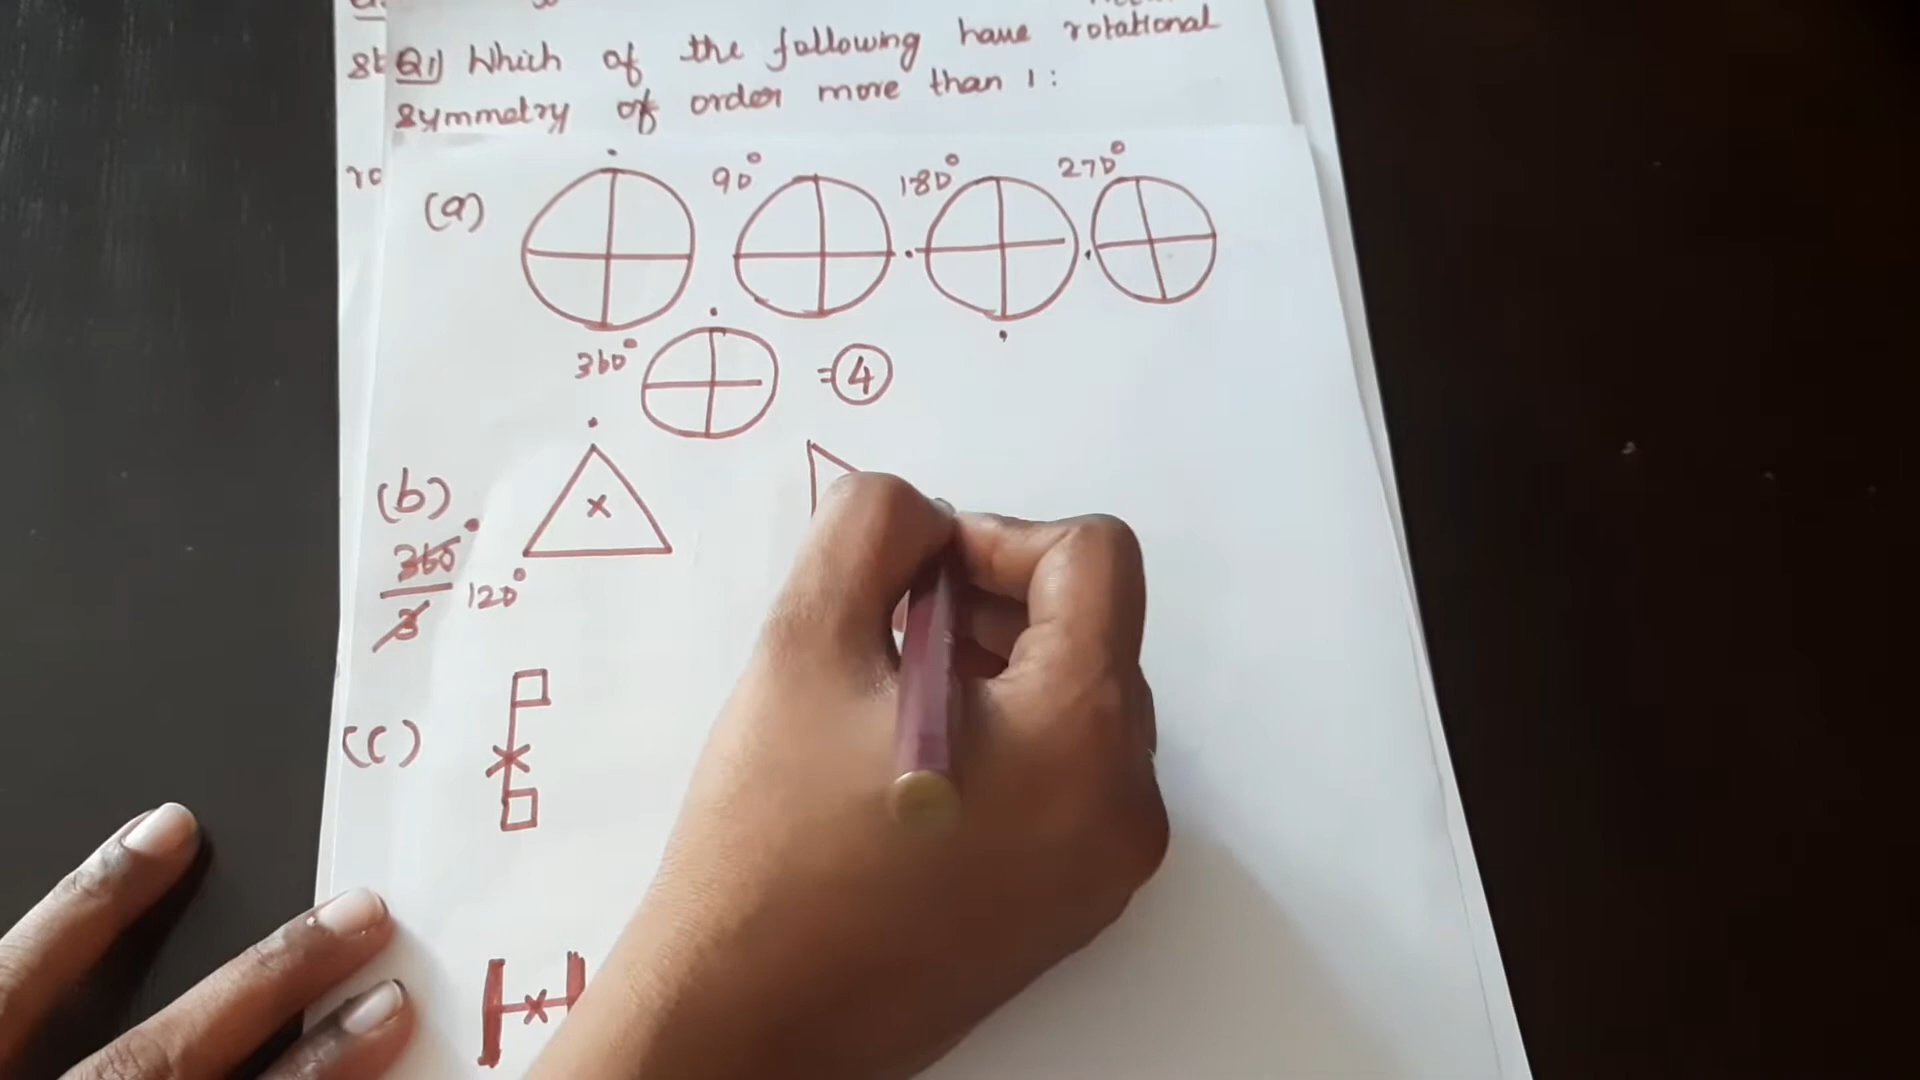 Q1) Which of the following have rotational
symmetry of order more than 1:
(a) 90° 180° 270°
360° = 4
(b)
360° / 3 120°
(c)